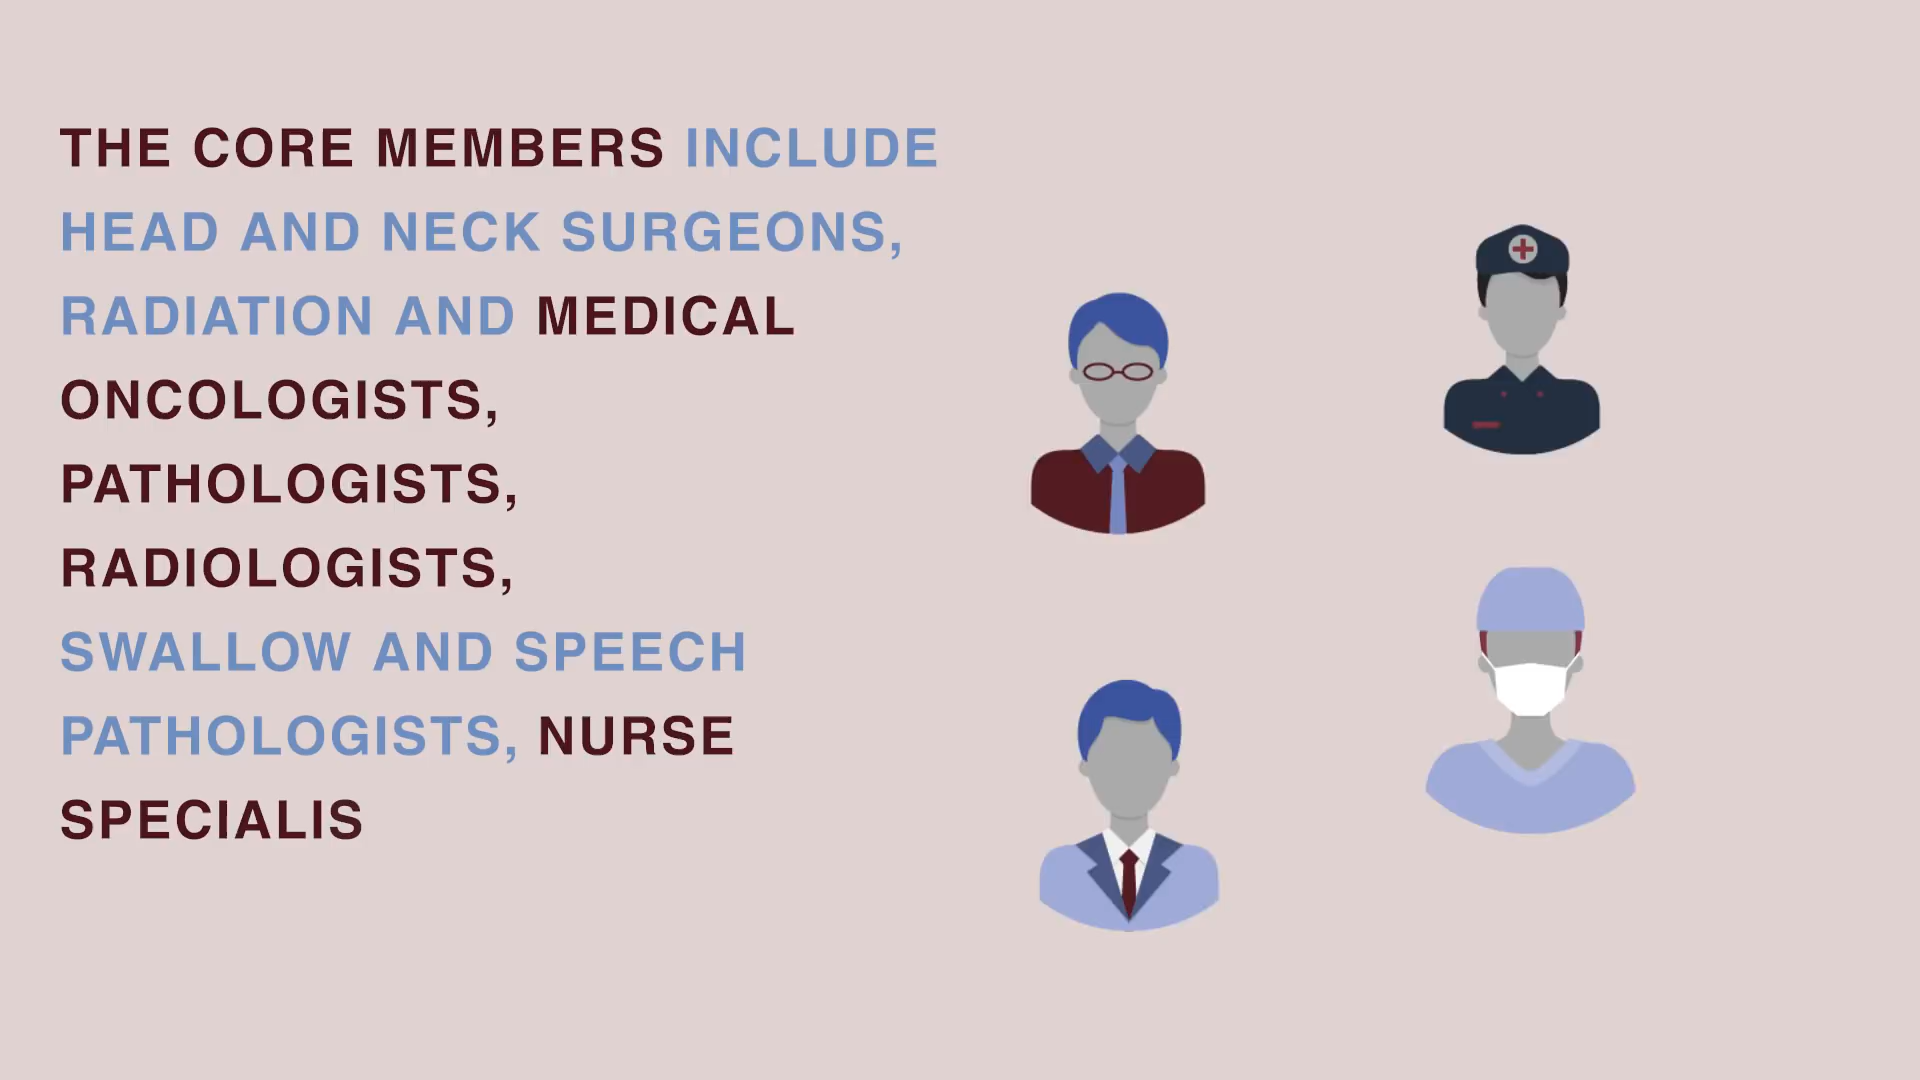 THE CORE MEMBERS INCLUDE
HEAD AND NECK SURGEONS,
RADIATION AND MEDICAL
ONCOLOGISTS,
PATHOLOGISTS,
RADIOLOGISTS,
SWALLOW AND SPEECH
PATHOLOGISTS, NURSE
SPECIALIS